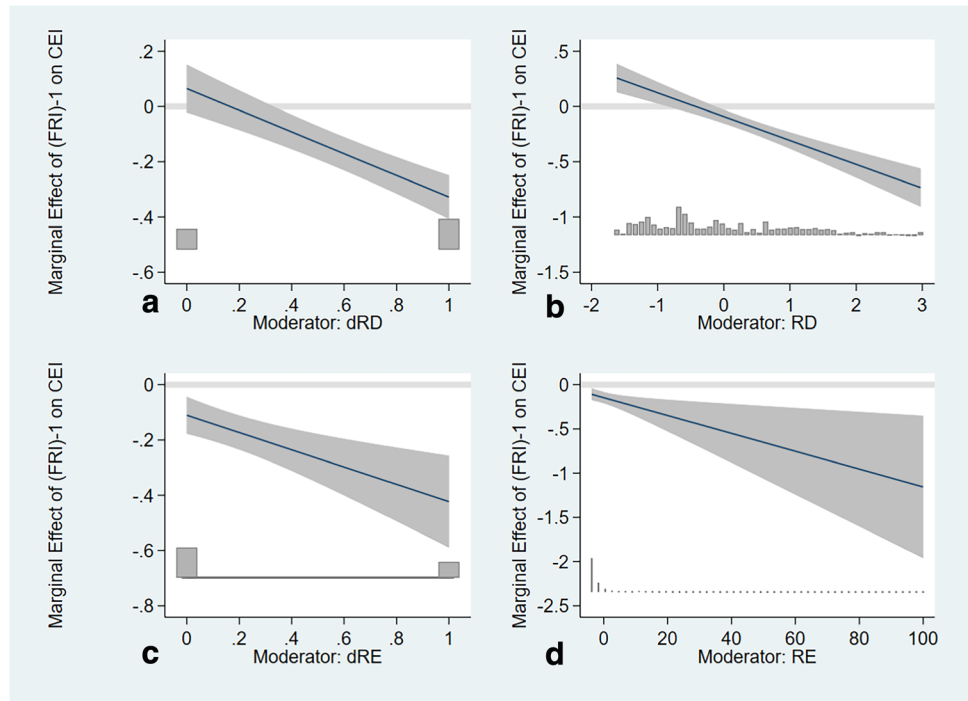 Marginal Effect of (FRI)-1 on CEI
.2
0
-.2
-.4
-.6
0 .2 .4 .6 .8 1
Moderator: dRD
a
Marginal Effect of (FRI)-1 on CEI
.5
0
-.5
-1
-1.5
-2 -1 0 1 2 3
Moderator: RD
b
Marginal Effect of (FRI)-1 on CEI
0
-.2
-.4
-.6
-.8
0 .2 .4 .6 .8 1
Moderator: dRE
c
Marginal Effect of (FRI)-1 on CEI
0
-.5
-1
-1.5
-2
-2.5
0 20 40 60 80 100
Moderator: RE
d